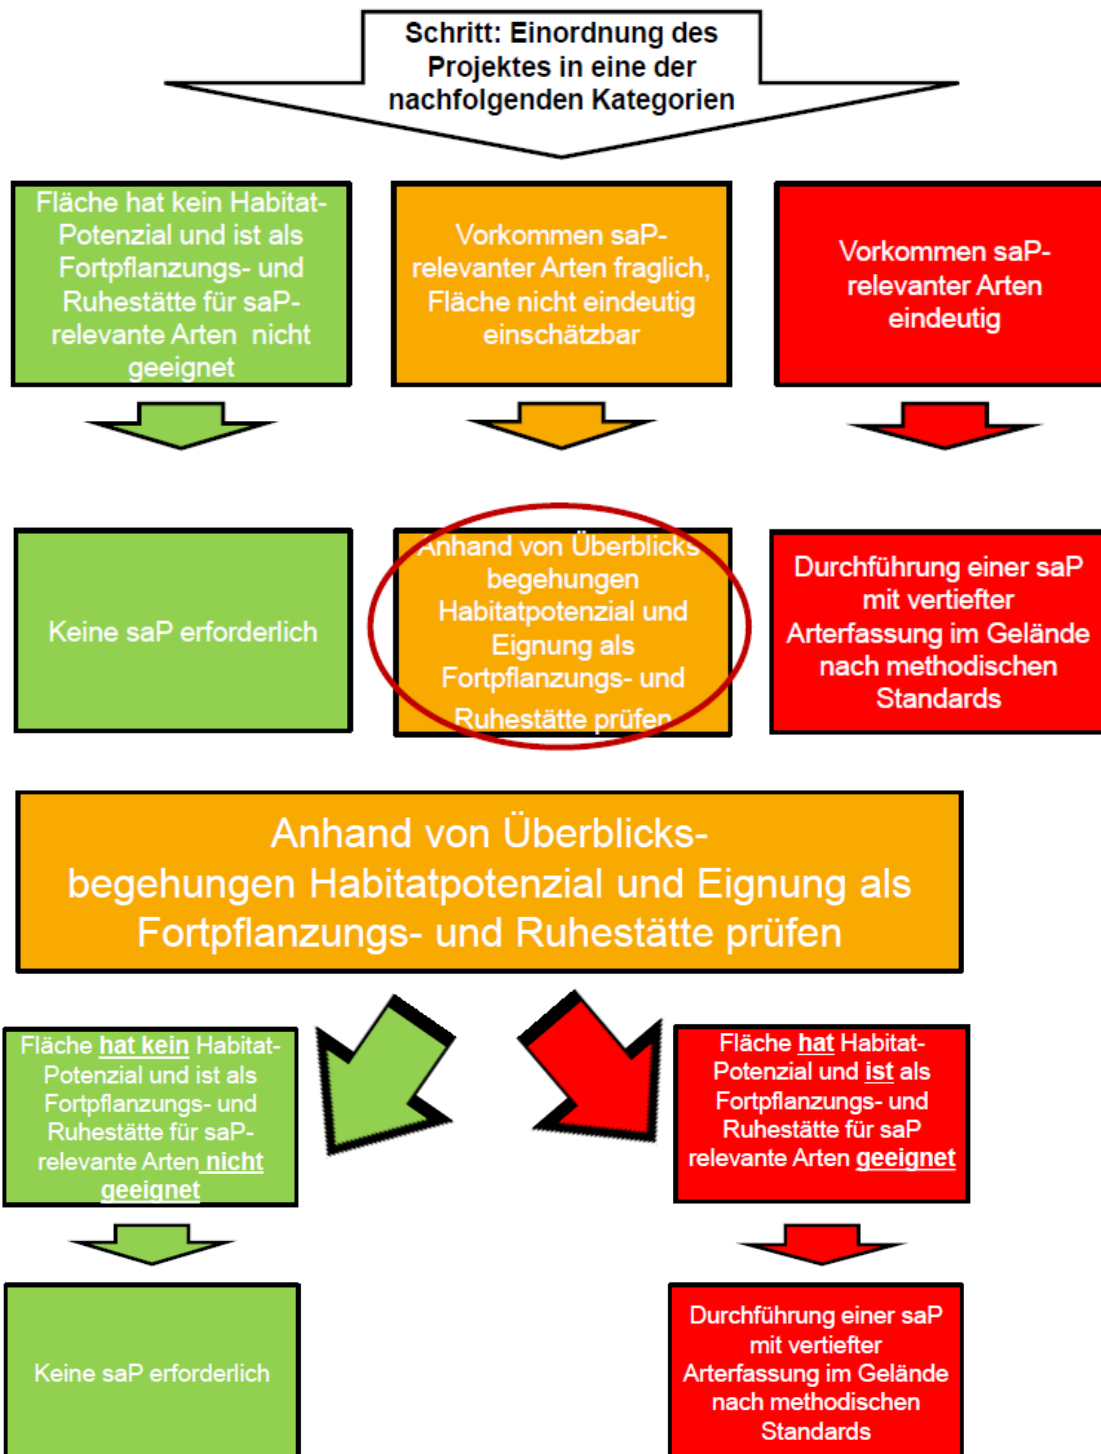 Schritt: Einordnung des
Projektes in eine der
nachfolgenden Kategorien
Fläche hat kein Habitat-
Potenzial und ist als
Fortpflanzungs- und
Ruhestätte für saP-
relevante Arten nicht
geeignet
Vorkommen saP-
relevanter Arten fraglich,
Fläche nicht eindeutig
einschätzbar
Vorkommen saP-
relevanter Arten
eindeutig
Keine saP erforderlich
Anhand von Überblicks
begehungen
Habitatpotenzial und
Eignung als
Fortpflanzungs- und
Ruhestätte prüfen
Durchführung einer saP
mit vertiefter
Arterfassung im Gelände
nach methodischen
Standards
Anhand von Überblicks-
begehungen Habitatpotenzial und Eignung als
Fortpflanzungs- und Ruhestätte prüfen
Fläche hat kein Habitat-
Potenzial und ist als
Fortpflanzungs- und
Ruhestätte für saP-
relevante Arten nicht
geeignet
Fläche hat Habitat-
Potenzial und ist als
Fortpflanzungs- und
Ruhestätte für saP
relevante Arten geeignet
Keine saP erforderlich
Durchführung einer saP
mit vertiefter
Arterfassung im Gelände
nach methodischen
Standards